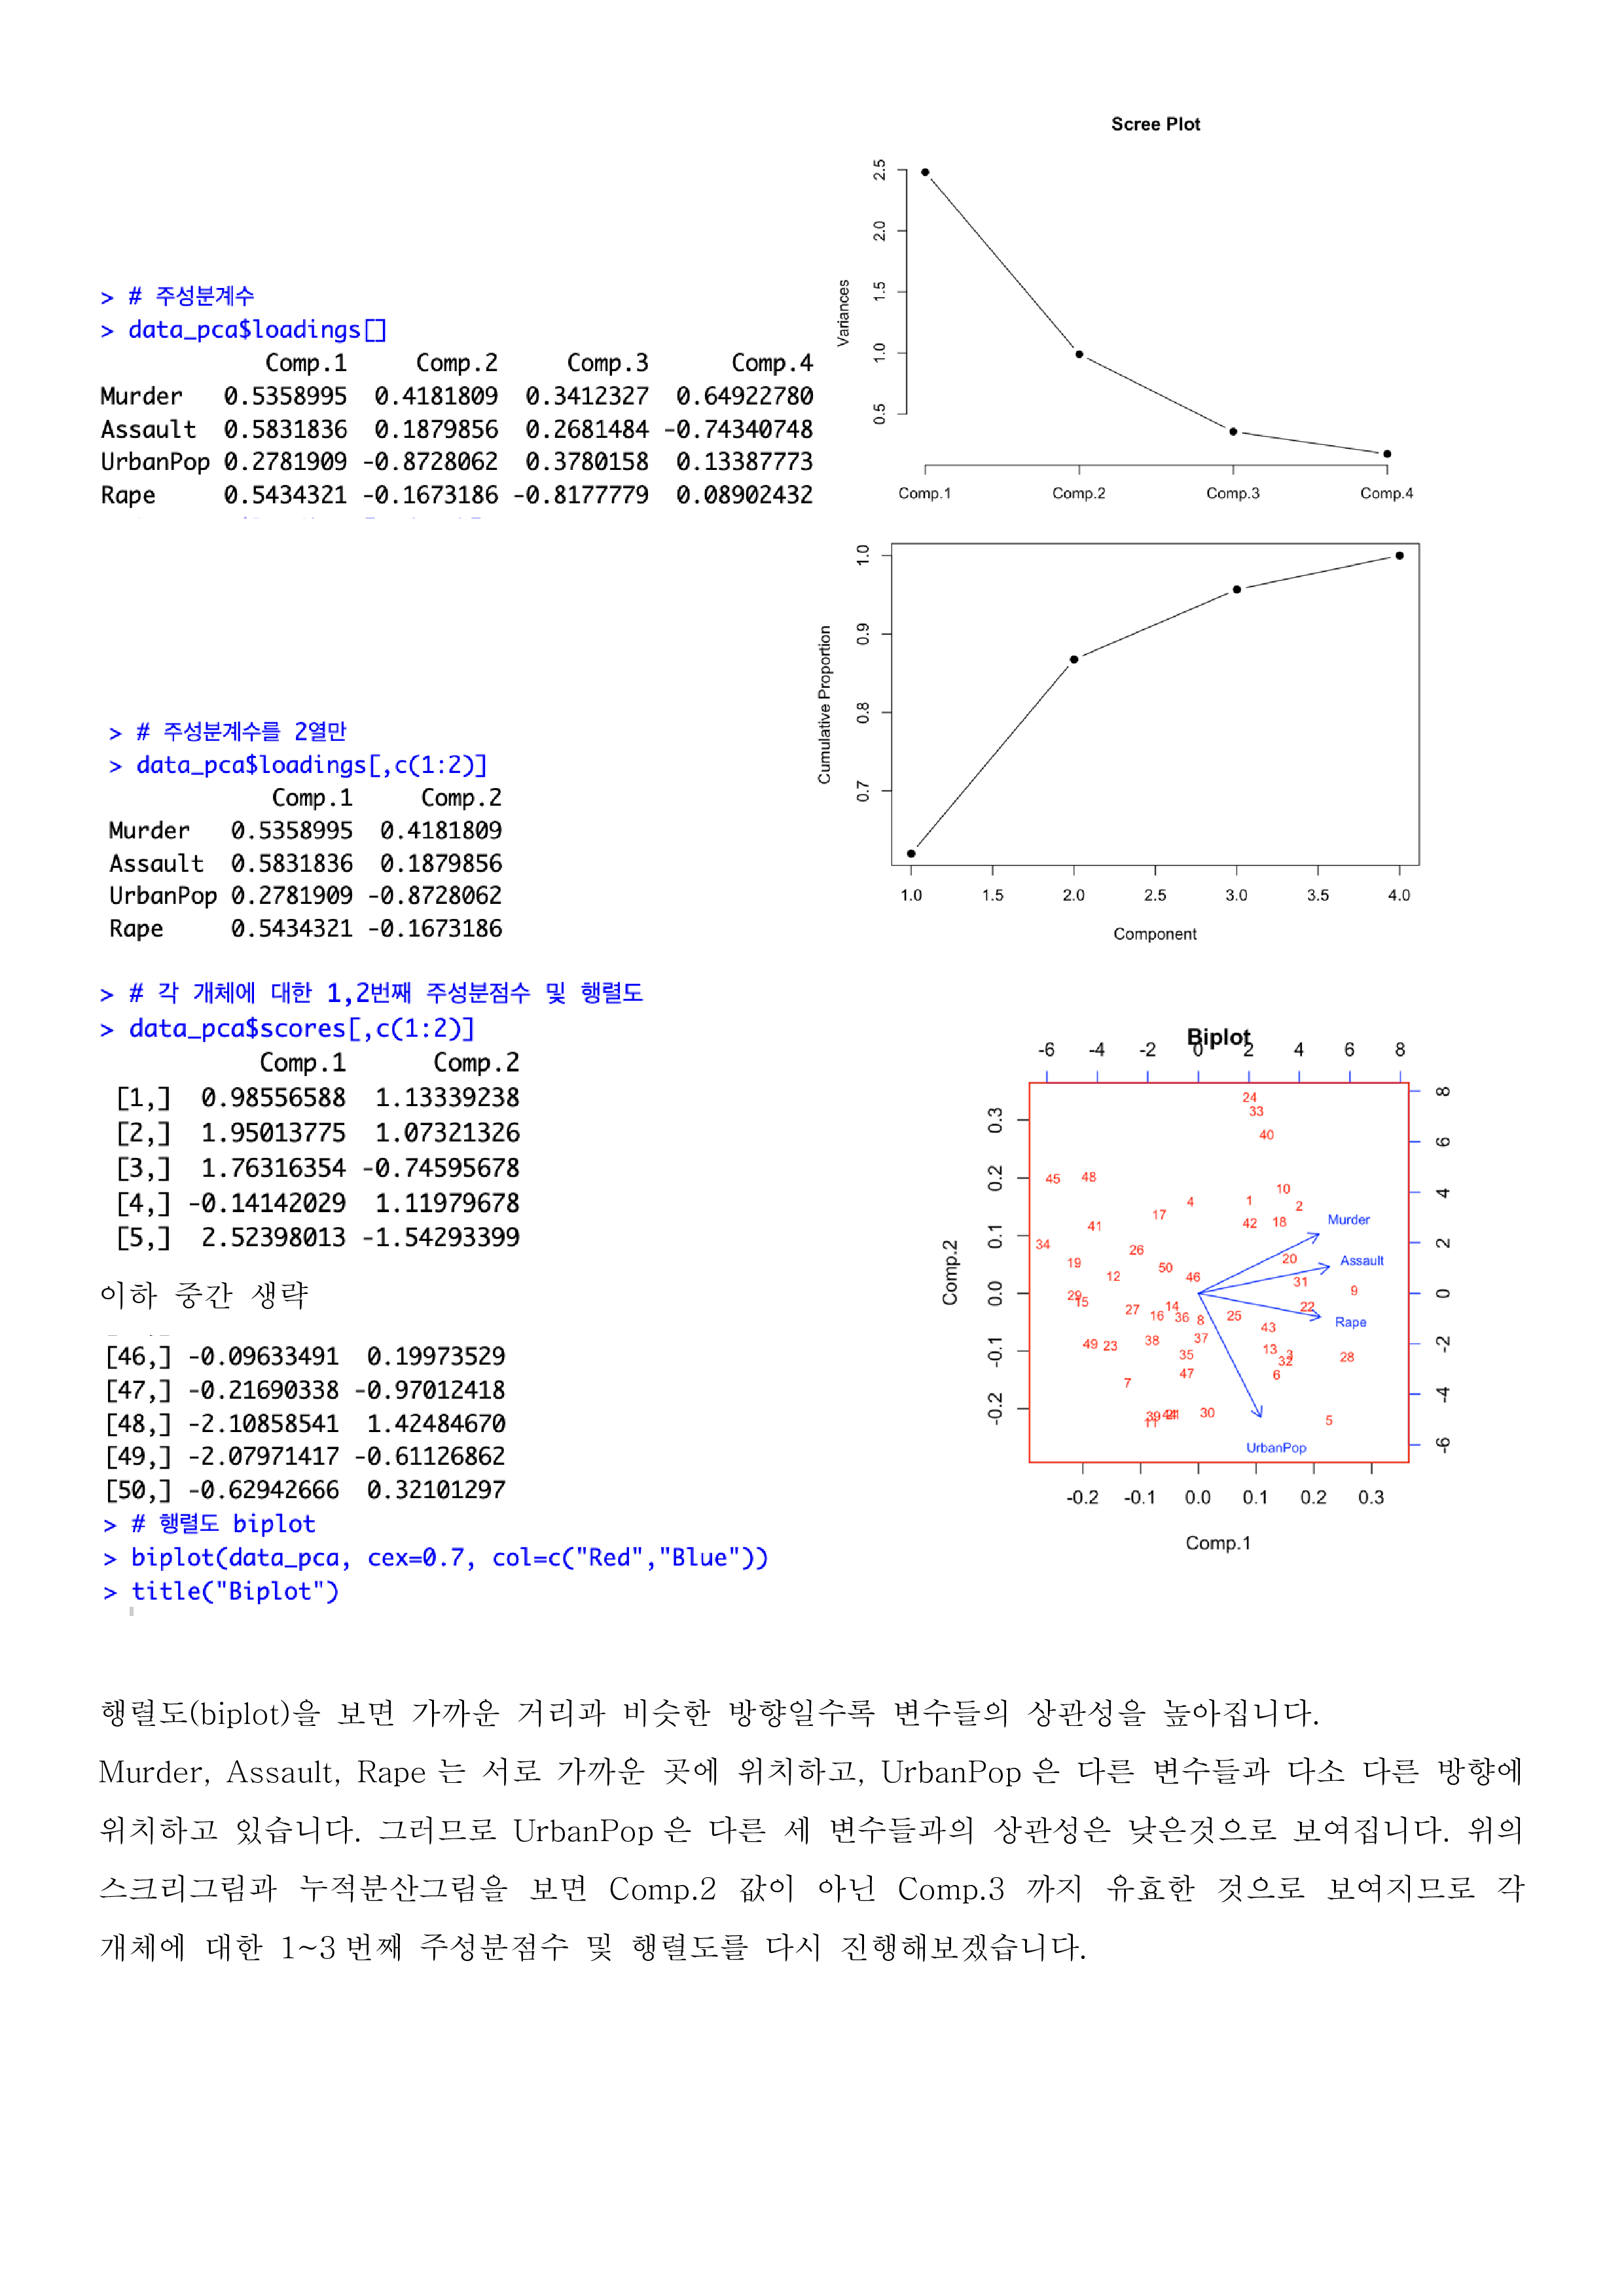 Scree Plot
2.5
2.0
1.5
1.0
0.5
Variances
Comp.1 Comp.2 Comp.3 Comp.4
> # 주성분계수
> data_pca$loadings[]
Comp.1 Comp.2 Comp.3 Comp.4
Murder 0.5358995 0.4181809 0.3412327 0.64922780
Assault 0.5831836 0.1879856 0.2681484 -0.74340748
UrbanPop 0.2781909 -0.8728062 0.3780158 0.13387773
Rape 0.5434321 -0.1673186 -0.8177779 0.08902432
1.0
0.9
0.8
0.7
Cumulative Proportion
1.0 1.5 2.0 2.5 3.0 3.5 4.0
Component
> # 주성분계수를 2열만
> data_pca$loadings[,c(1:2)]
Comp.1 Comp.2
Murder 0.5358995 0.4181809
Assault 0.5831836 0.1879856
UrbanPop 0.2781909 -0.8728062
Rape 0.5434321 -0.1673186
> # 각 개체에 대한 1,2번째 주성분점수 및 행렬도
> data_pca$scores[,c(1:2)]
Comp.1 Comp.2
[1,] 0.98556588 1.13339238
[2,] 1.95013775 1.07321326
[3,] 1.76316354 -0.74595678
[4,] -0.14142029 1.11979678
[5,] 2.52398013 -1.54293399
이하 중간 생략
[46,] -0.09633491 0.19973529
[47,] -0.21690338 -0.97012418
[48,] -2.10858541 1.42484670
[49,] -2.07971417 -0.61126862
[50,] -0.62942666 0.32101297
> # 행렬도 biplot
> biplot(data_pca, cex=0.7, col=c("Red","Blue"))
> title("Biplot")
Biplot
-6 -4 -2 0 2 4 6 8
8
6
4
2
0
-2
-4
-6
0.3
0.2
0.1
0.0
-0.1
-0.2
Comp.2
24
33
40
45 48
10
4 1 2
17
42 18
41
Murder
34
26
20 Assault
19
50
12 46
31
9
29
15
27 14
22
16 36 8 25
Rape
43
38 37
49 23
13
35 3
32 28
47 6
7
39 44 21 30
11
5
UrbanPop
-0.2 -0.1 0.0 0.1 0.2 0.3
Comp.1
행렬도(biplot)을 보면 가까운 거리과 비슷한 방향일수록 변수들의 상관성을 높아집니다.
Murder, Assault, Rape 는 서로 가까운 곳에 위치하고, UrbanPop 은 다른 변수들과 다소 다른 방향에
위치하고 있습니다. 그러므로 UrbanPop 은 다른 세 변수들과의 상관성은 낮은것으로 보여집니다. 위의
스크리그림과 누적분산그림을 보면 Comp.2 값이 아닌 Comp.3 까지 유효한 것으로 보여지므로 각
개체에 대한 1~3 번째 주성분점수 및 행렬도를 다시 진행해보겠습니다.